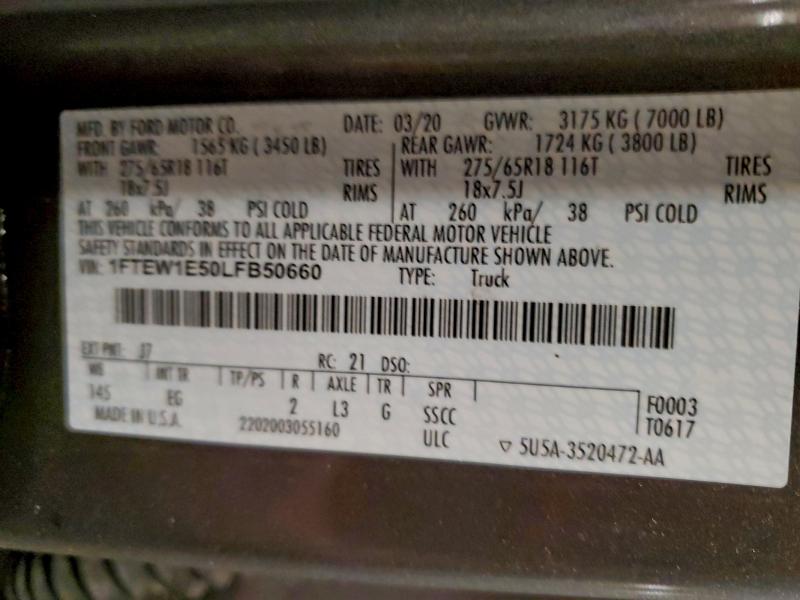 MFD. BY FORD MOTOR CO. DATE: 03/20 GVWR: 3175 KG ( 7000 LB)
FRONT GAWR: 1565 KG ( 3450 LB) REAR GAWR: 1724 KG ( 3800 LB)
WITH 275/65R18 116T TIRES WITH 275/65R18 116T TIRES
18x7.5J RIMS 18x7.5J RIMS
AT 260 kPa/ 38 PSI COLD AT 260 kPa/ 38 PSI COLD
THIS VEHICLE CONFORMS TO ALL APPLICABLE FEDERAL MOTOR VEHICLE
SAFETY STANDARDS IN EFFECT ON THE DATE OF MANUFACTURE SHOWN ABOVE.
VIN: 1FTEW1E50LFB50660 TYPE: Truck
EXT PNT: J7 RC: 21 DSO:
WB INT TR TP/PS R AXLE TR SPR
145 EG 2 L3 G SSCC F0003
MADE IN U.S.A. 2202003055160 ULC T0617
▽ 5U5A-3520472-AA